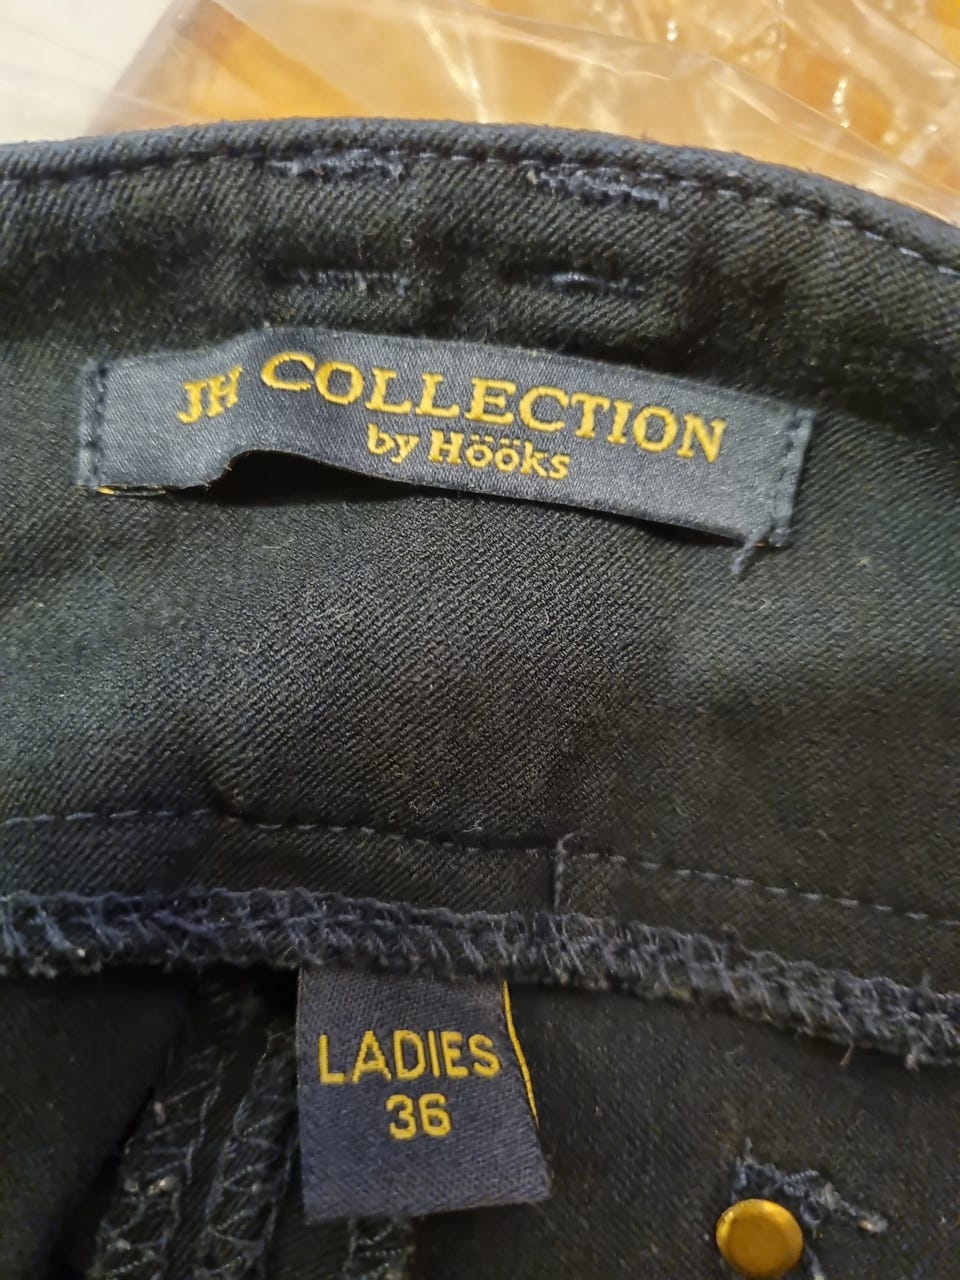 JH COLLECTION
by Hööks
LADIES
36